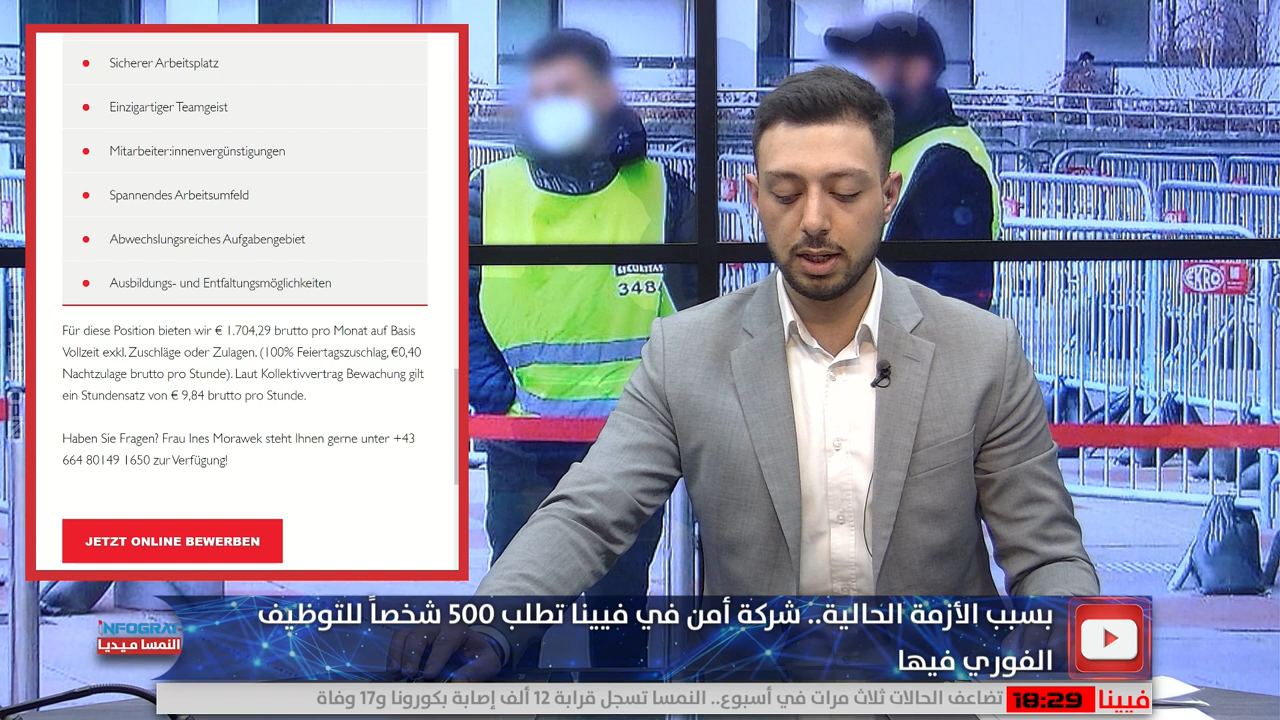 Sicherer Arbeitsplatz
Einzigartiger Teamgeist
Mitarbeiter:innenvergünstigungen
Spannendes Arbeitsumfeld
Abwechslungsreiches Aufgabengebiet
Ausbildungs- und Entfaltungsmöglichkeiten
Für diese Position bieten wir € 1.704,29 brutto pro Monat auf Basis
Vollzeit exkl. Zuschläge oder Zulagen. (100% Feiertagszuschlag, €0,40
Nachtzulage brutto pro Stunde). Laut Kollektivvertrag Bewachung gilt
ein Stundensatz von € 9,84 brutto pro Stunde.
Haben Sie Fragen? Frau Ines Morawek steht Ihnen gerne unter +43
664 80149 1650 zur Verfügung!
JETZT ONLINE BEWERBEN
SECURITAS
348
EKRO
بسبب الأزمة الحالية.. شركة أمن في فيينا تطلب 500 شخصاً للتوظيف
الفوري فيها
INFOGRAT
النمسا ميديا
فيينا 18:29 تضاعف الحالات ثلاث مرات في أسبوع.. النمسا تسجل قرابة 12 ألف إصابة بكورونا و17 وفاة